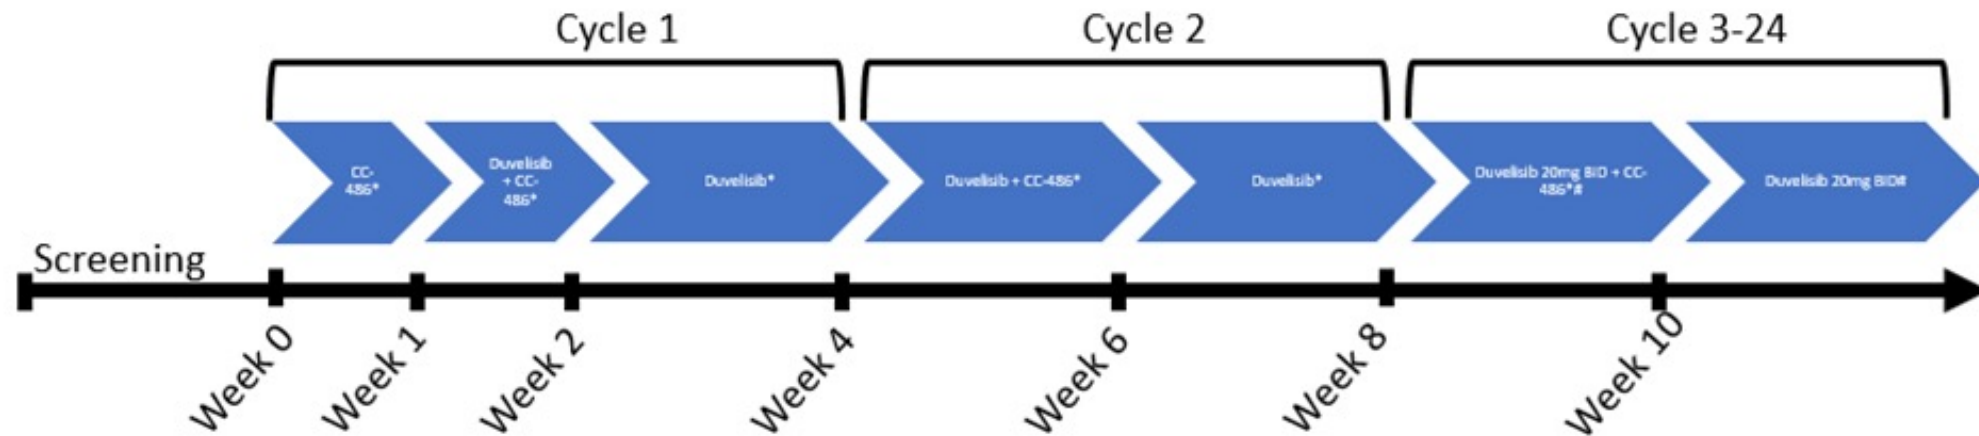 Cycle 1
Cycle 2
Cycle 3-24
CC-
486*
Duvelisib
+ CC-
486*
Duvelisib*
Duvelisib + CC-486*
Duvelisib*
Duvelisib 20mg BID + CC-
486*#
Duvelisib 20mg BID#
Screening
Week 0
Week 1
Week 2
Week 4
Week 6
Week 8
Week 10